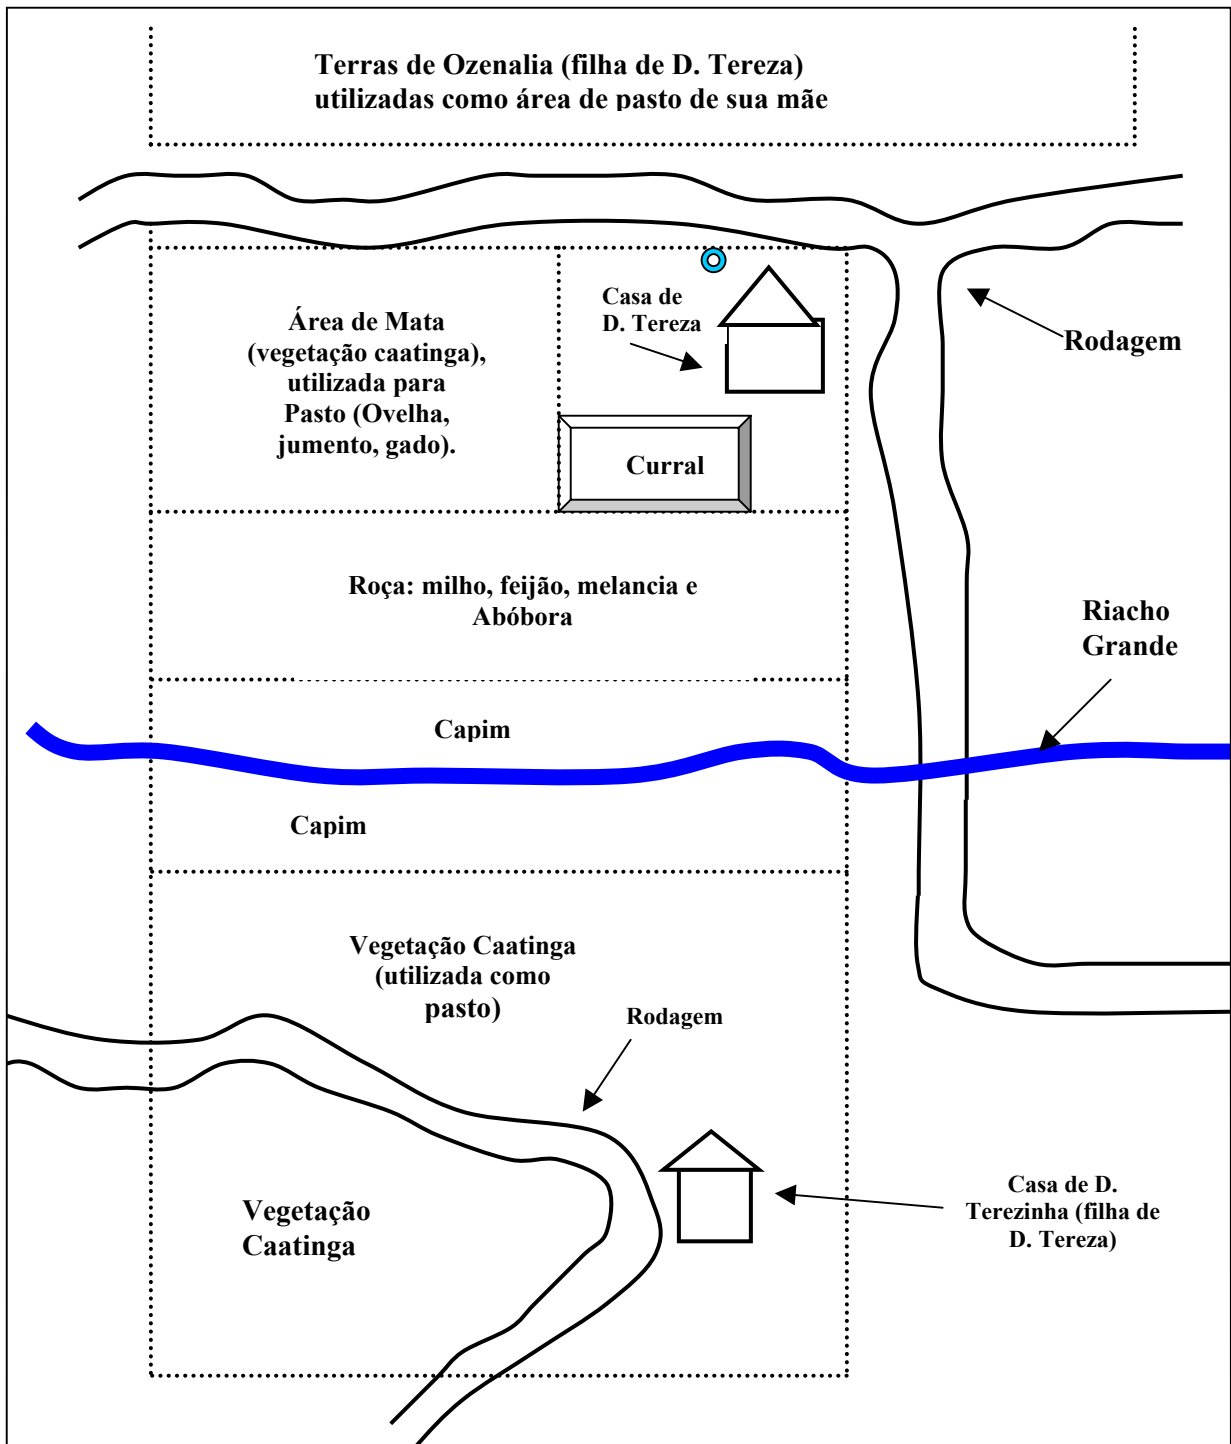 Terras de Ozenalia (filha de D. Tereza)
utilizadas como área de pasto de sua mãe
Casa de
D. Tereza
Área de Mata
(vegetação caatinga),
utilizada para
Pasto (Ovelha,
jumento, gado).
Rodagem
Curral
Roça: milho, feijão, melancia e
Abóbora
Riacho
Grande
Capim
Capim
Vegetação Caatinga
(utilizada como
pasto)
Rodagem
Vegetação
Caatinga
Casa de D.
Terezinha (filha de
D. Tereza)